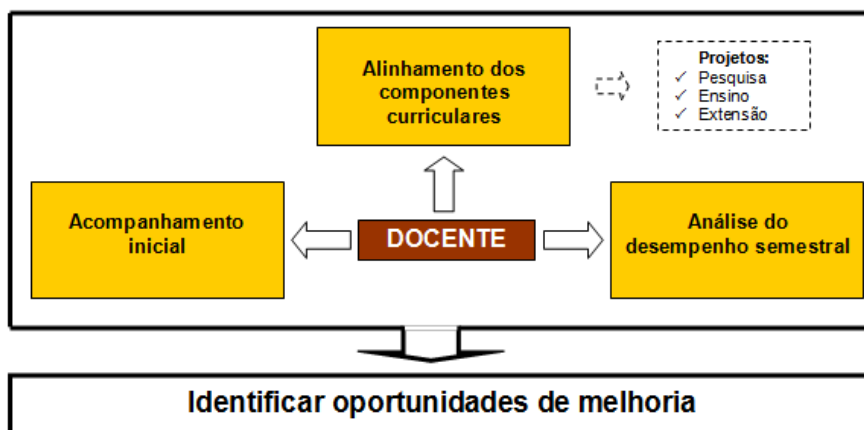 Alinhamento dos
componentes
curriculares
Projetos:
✓ Pesquisa
✓ Ensino
✓ Extensão
Acompanhamento
inicial
DOCENTE
Análise do
desempenho semestral
Identificar oportunidades de melhoria